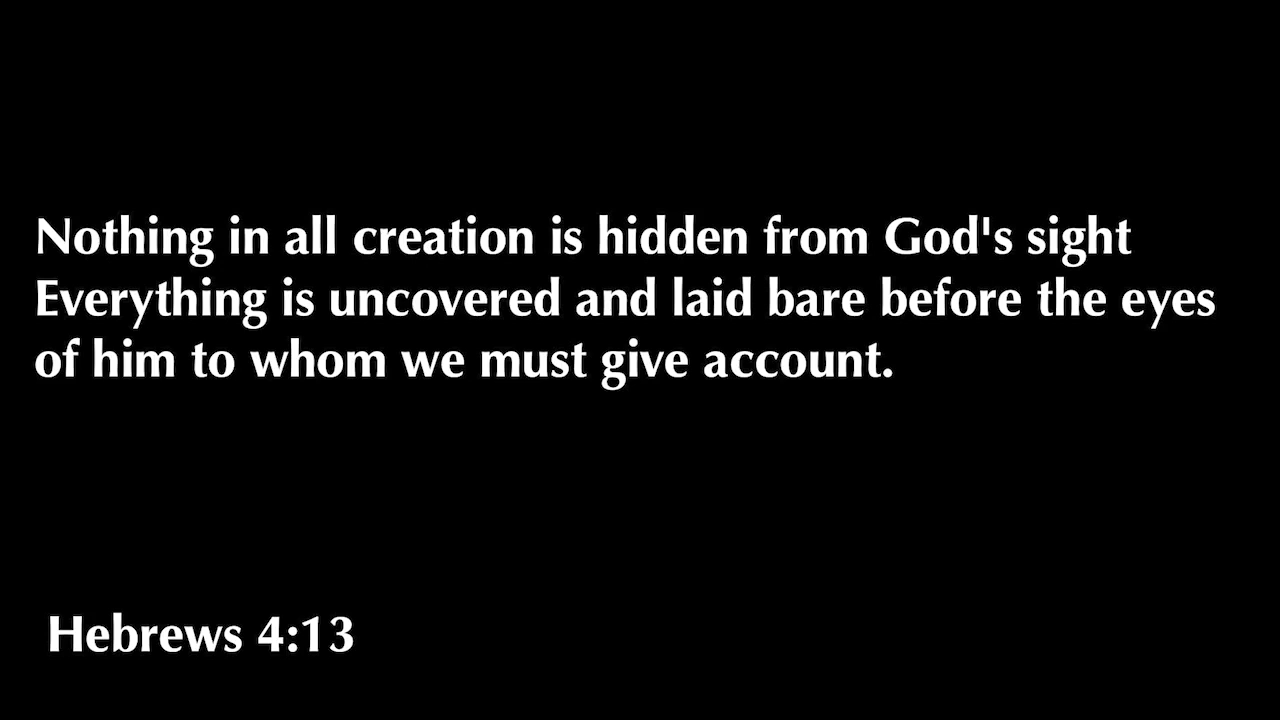 Nothing in all creation is hidden from God's sight
Everything is uncovered and laid bare before the eyes
of him to whom we must give account.
Hebrews 4:13